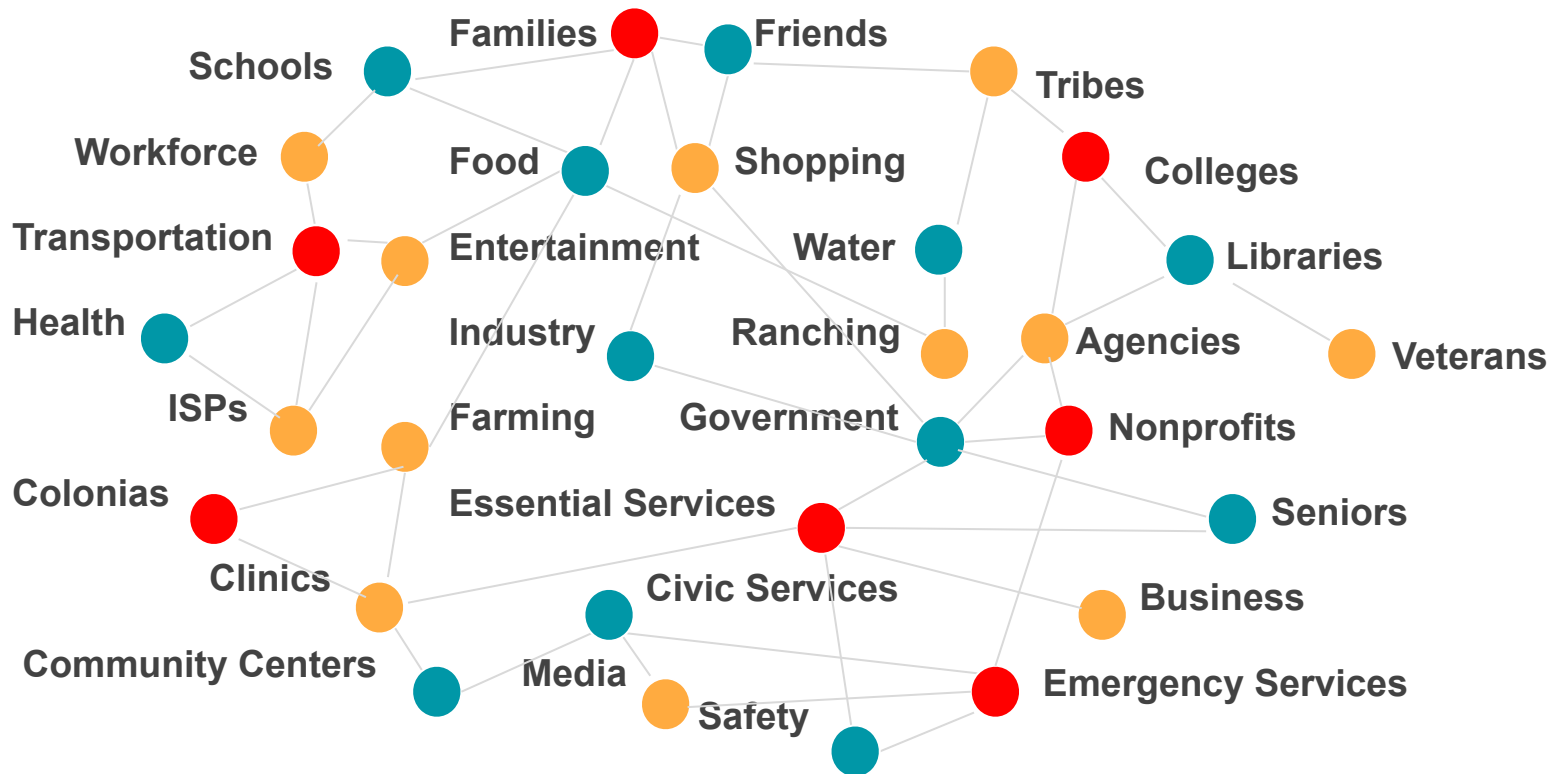 Families
Friends
Schools
Tribes
Workforce
Food
Shopping
Colleges
Transportation
Entertainment
Water
Libraries
Health
Industry
Ranching
Agencies
Veterans
ISPs
Farming
Government
Nonprofits
Colonias
Essential Services
Seniors
Clinics
Civic Services
Business
Community Centers
Media
Emergency Services
Safety